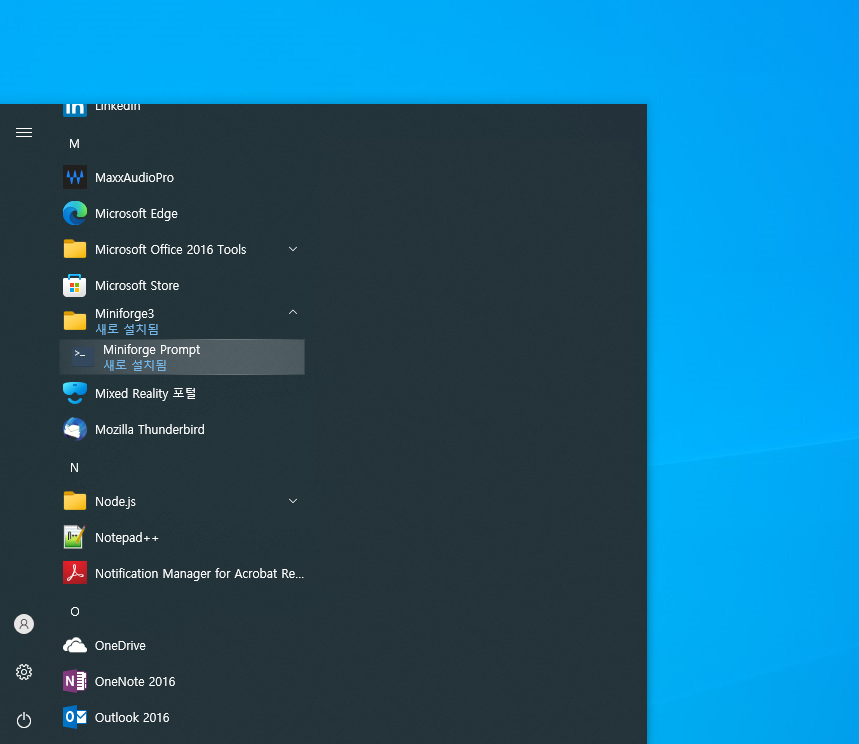 LinkedIn
M
MaxxAudioPro
Microsoft Edge
Microsoft Office 2016 Tools
Microsoft Store
Miniforge3
새로 설치됨
Miniforge Prompt
새로 설치됨
Mixed Reality 포털
Mozilla Thunderbird
N
Node.js
Notepad++
Notification Manager for Acrobat Re...
O
OneDrive
OneNote 2016
Outlook 2016